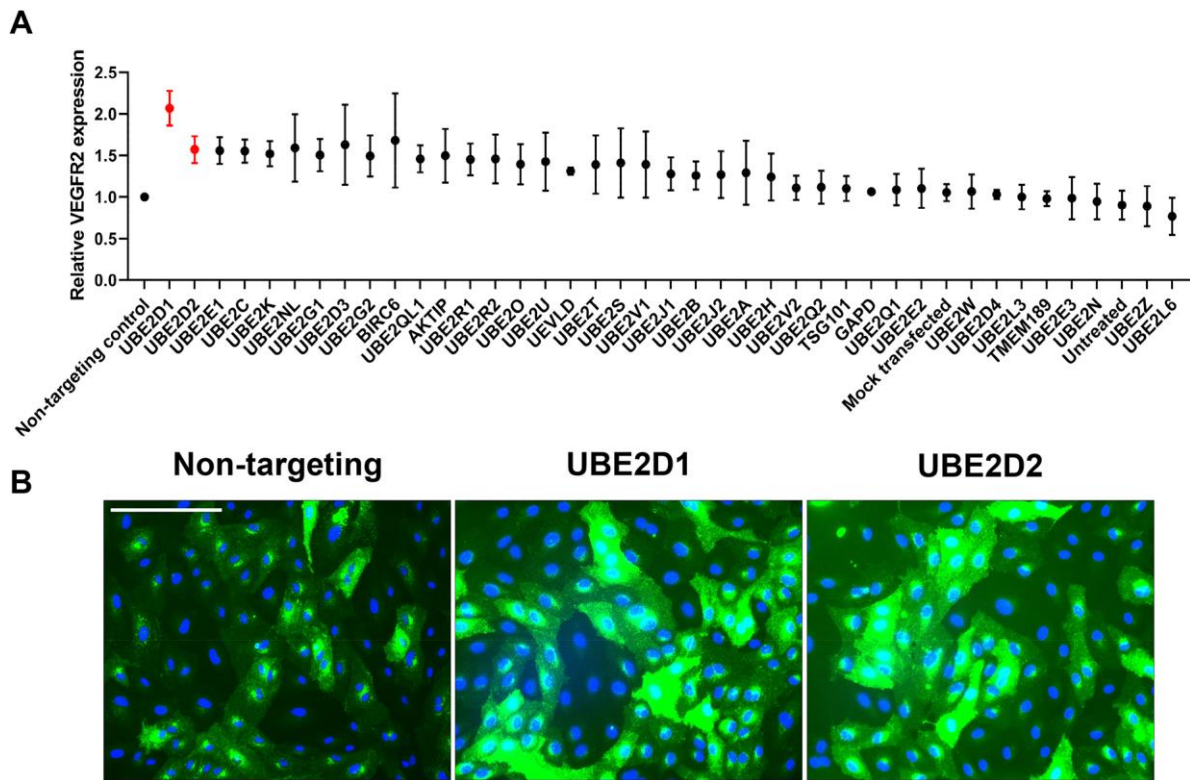 A
Relative VEGFR2 expression
2.5
2.0
1.5
1.0
0.5
0.0
Non-targeting control
UBE2D1
UBE2D2
UBE2E1
UBE2C
UBE2K
UBE2NL
UBE2G1
UBE2D3
UBE2G2
BIRC6
UBE2QL1
AKTIP
UBE2R1
UBE2R2
UBE2O
UBE2U
UEVLD
UBE2T
UBE2S
UBE2V1
UBE2J1
UBE2B
UBE2J2
UBE2A
UBE2H
UBE2V2
UBE2Q2
TSG101
GAPD
UBE2Q1
UBE2E2
Mock transfected
UBE2W
UBE2D4
UBE2L3
TMEM189
UBE2E3
UBE2N
Untreated
UBE2Z
UBE2L6
B
Non-targeting
UBE2D1
UBE2D2